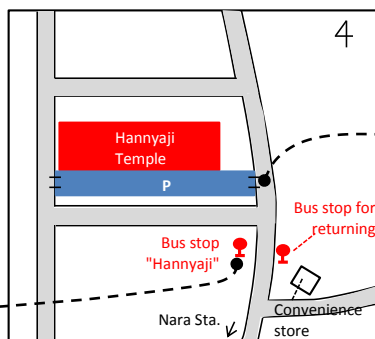 4
Hannyaji
Temple
P
Bus stop for
returning
Bus stop
"Hannyaji"
Convenience
store
Nara Sta.